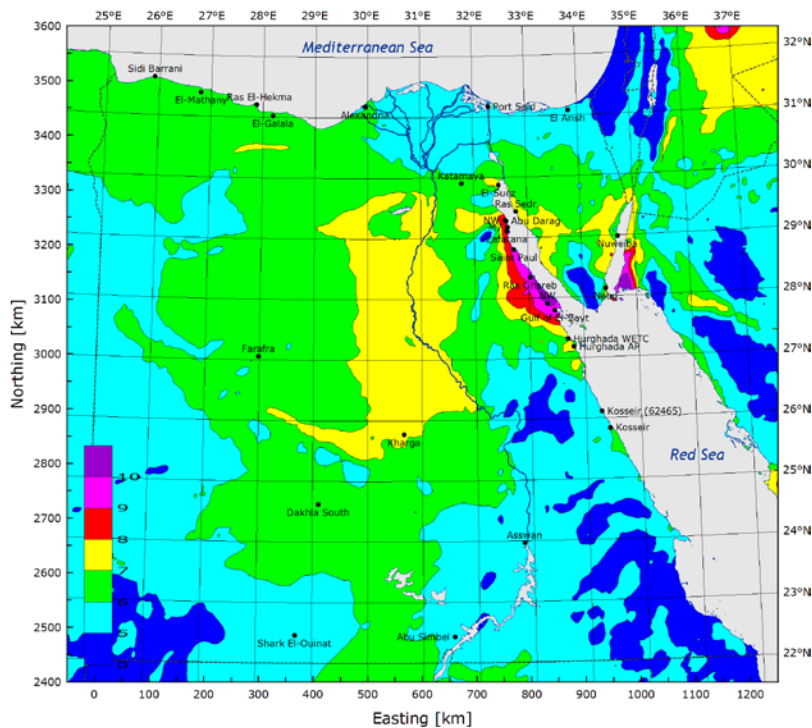 25°E 26°E 27°E 28°E 29°E 30°E 31°E 32°E 33°E 34°E 35°E 37°E
3600
32°N
Mediterranean Sea
Sidi Barrani
3500
El-Mathany
Ras El-Hekma
31°N
El-Galala
Alexandria
Port Said
El Arish
3400
30°N
Katamaya
3300
El Suez
Ras Sedr
NW
Abu Darag
29°N
Zafarana
Nuweiba
3200
Saint Paul
Ras Ghareb
28°N
3100
NW
Nabq
Gulf of El-Zayt
Hurghada WETC
Hurghada AP
27°N
3000
Farafra
Northing [km]
2900
Kosseir (62465)
26°N
Kharga
Kosseir
Red Sea
2800
25°N
10
9
Dakhla South
2700
24°N
8
Asswan
7
2600
23°N
6
22°N
5
2500
Shark El-Ouinat
Abu Simbel
0
2400
22°E
0 100 200 300 400 500 600 700 800 900 1000 1100 1200
Easting [km]